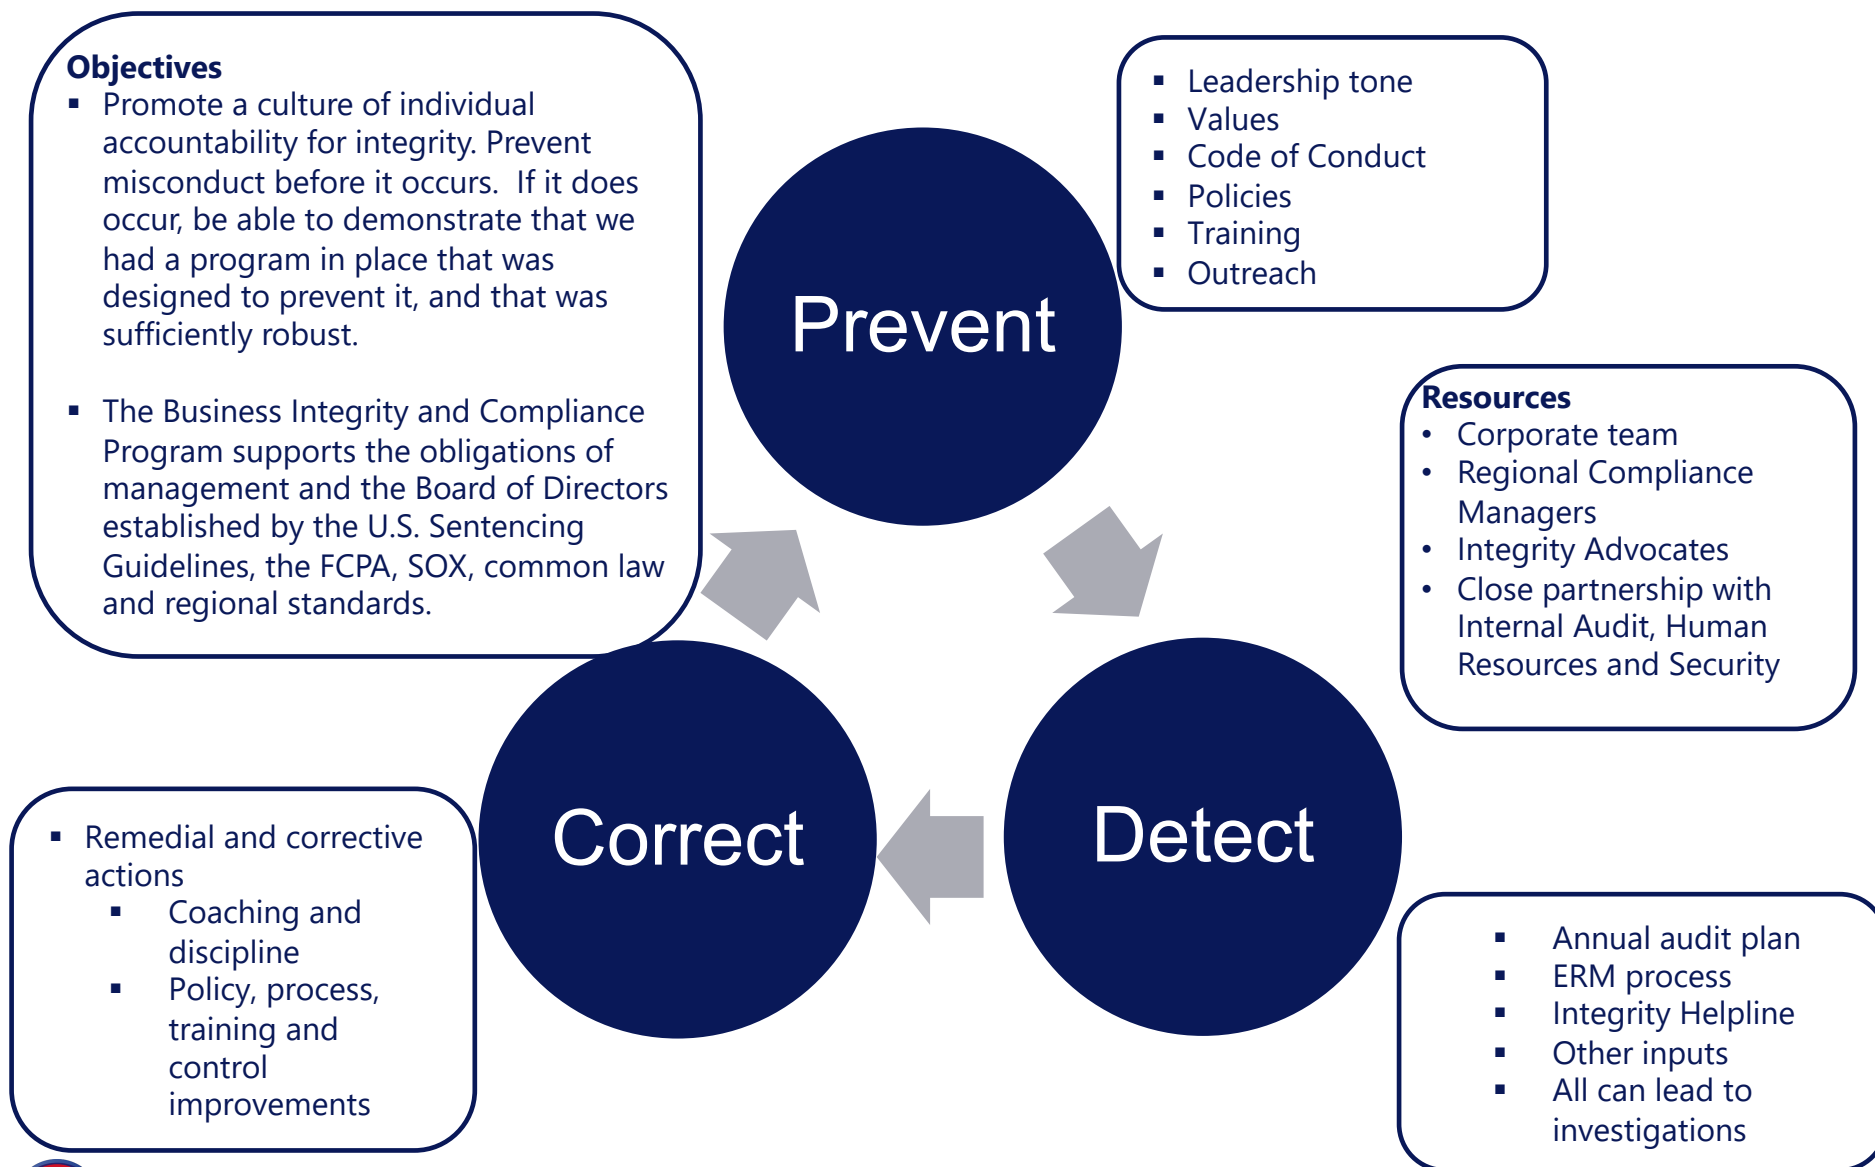 Objectives
▪ Promote a culture of individual
accountability for integrity. Prevent
misconduct before it occurs.  If it does
occur, be able to demonstrate that we
had a program in place that was
designed to prevent it, and that was
sufficiently robust.
▪ The Business Integrity and Compliance
Program supports the obligations of
management and the Board of Directors
established by the U.S. Sentencing
Guidelines, the FCPA, SOX, common law
and regional standards.
Prevent
▪ Leadership tone
▪ Values
▪ Code of Conduct
▪ Policies
▪ Training
▪ Outreach
Resources
• Corporate team
• Regional Compliance
Managers
• Integrity Advocates
• Close partnership with
Internal Audit, Human
Resources and Security
Detect
▪ Annual audit plan
▪ ERM process
▪ Integrity Helpline
▪ Other inputs
▪ All can lead to
investigations
Correct
▪ Remedial and corrective
actions
▪ Coaching and
discipline
▪ Policy, process,
training and
control
improvements